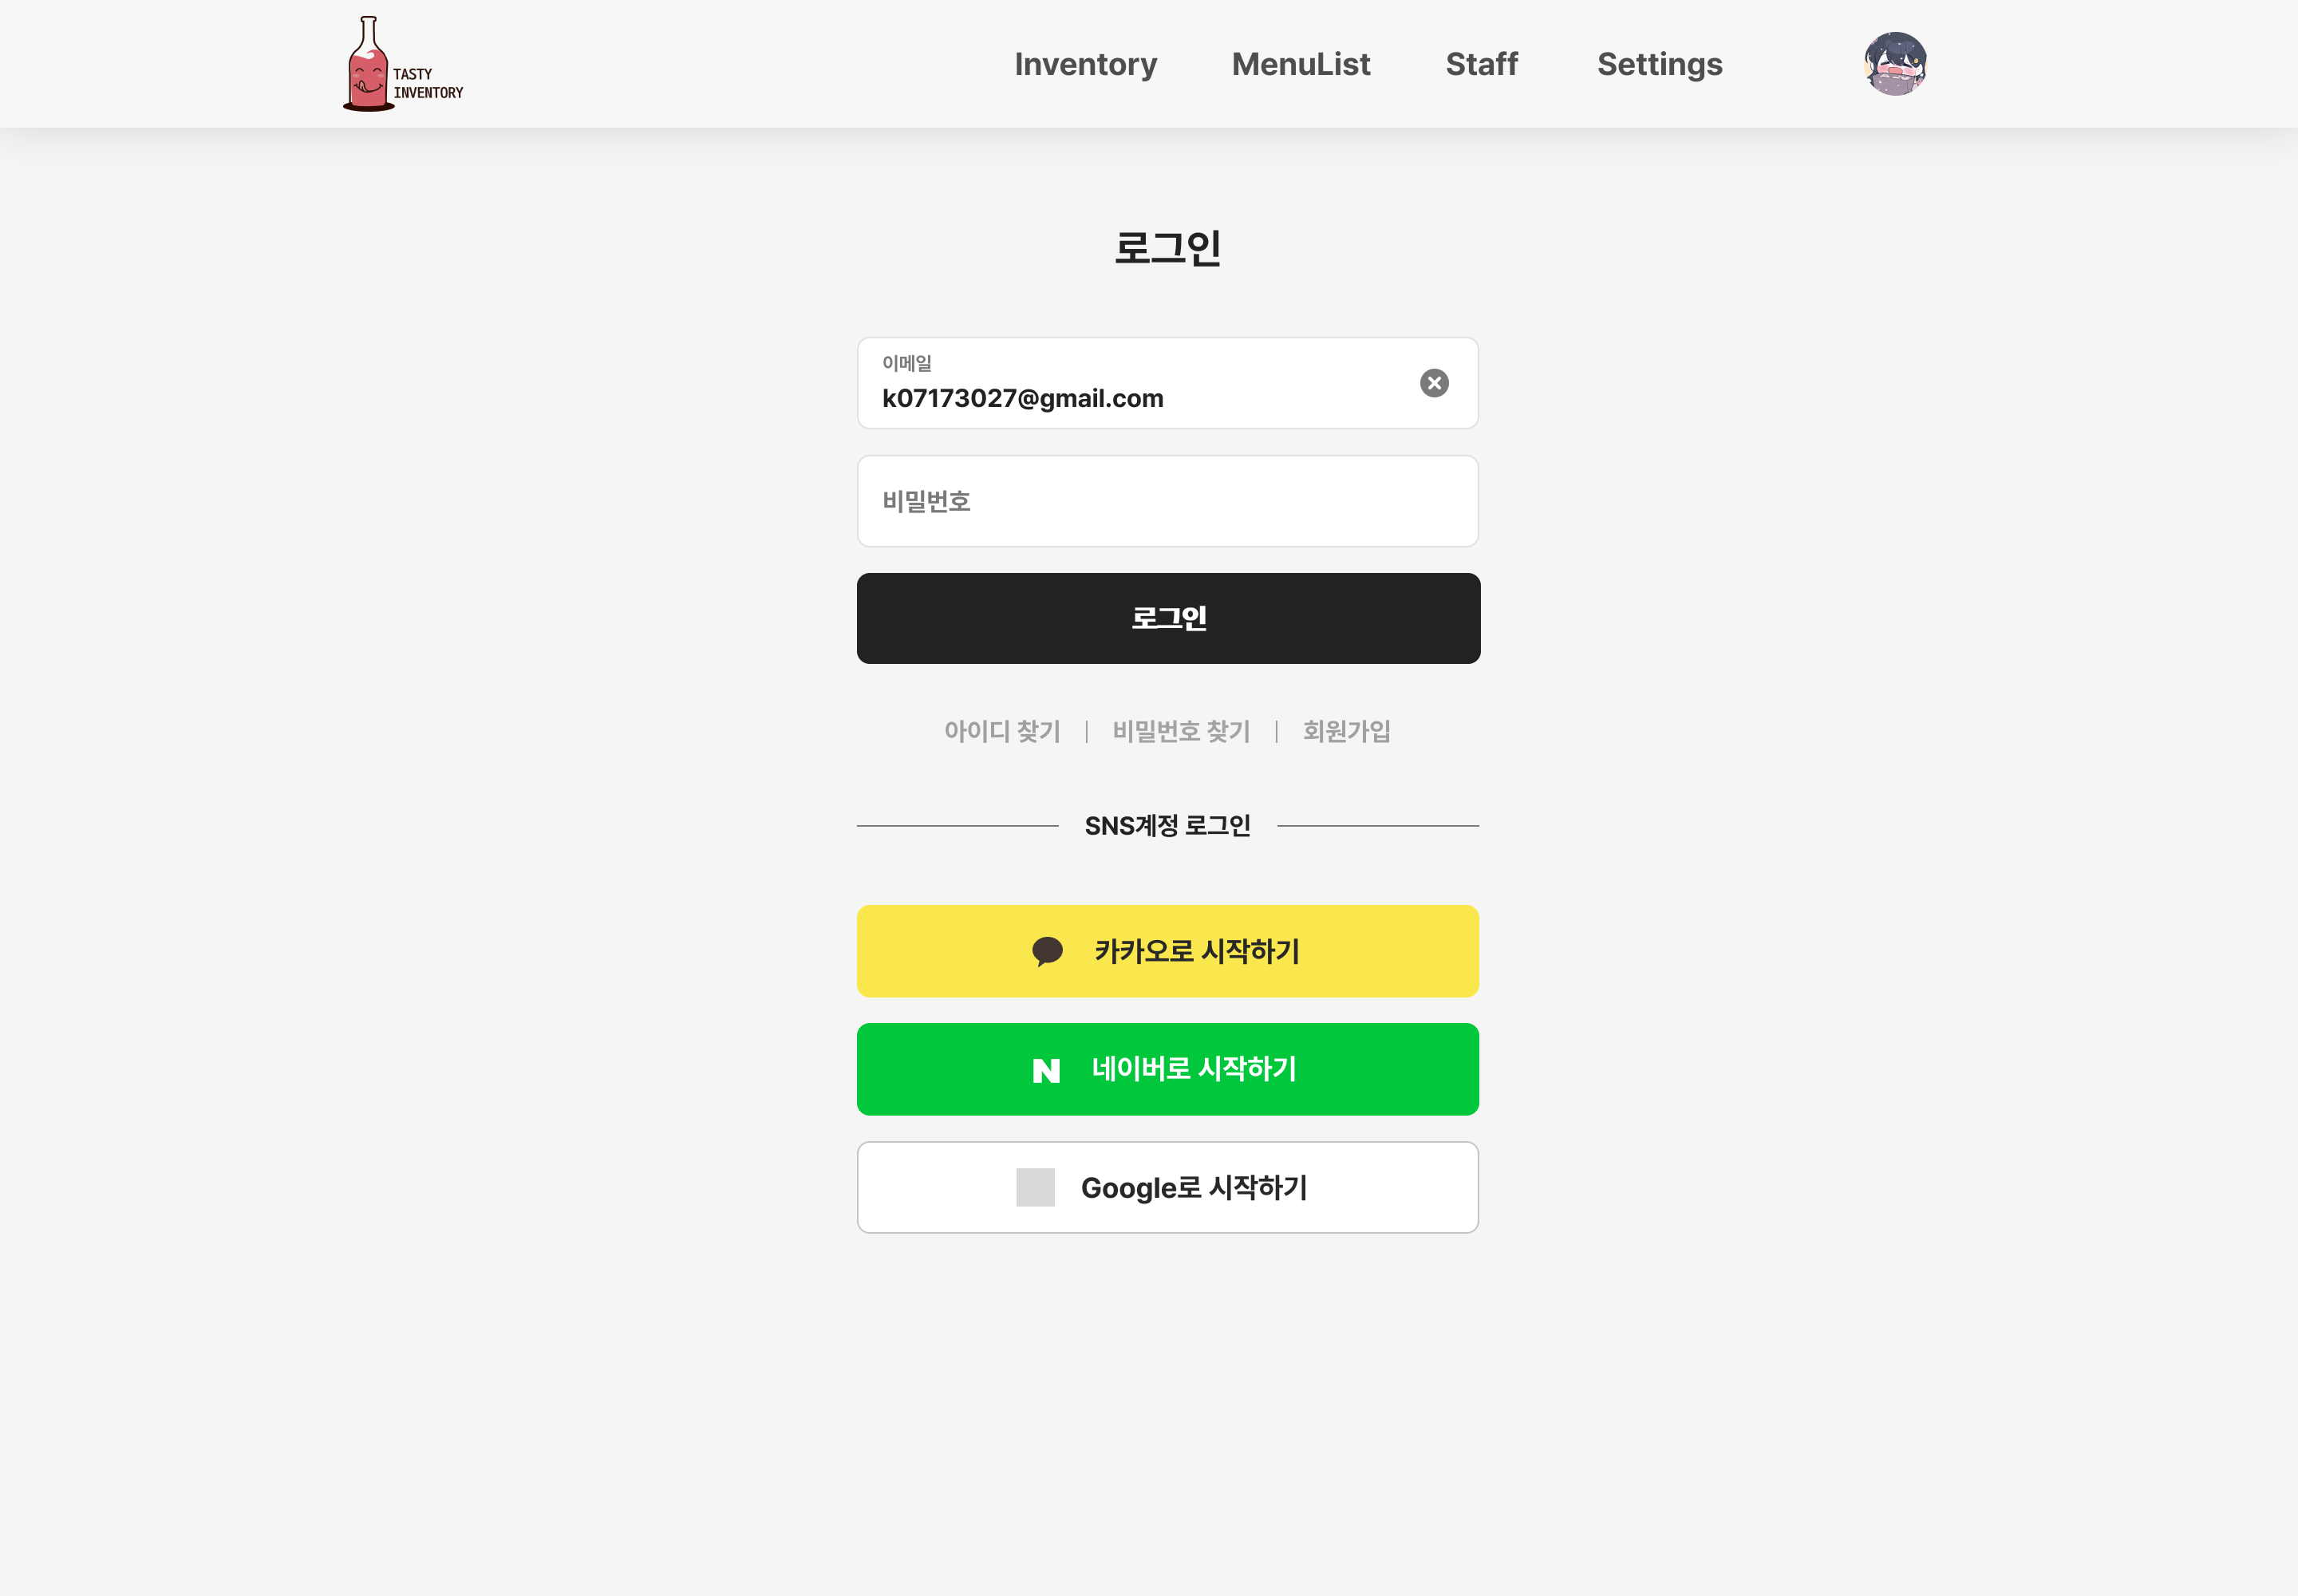 TASTY
INVENTORY
Inventory MenuList Staff Settings
로그인
이메일
k07173027@gmail.com
비밀번호
로그인
아이디 찾기 | 비밀번호 찾기 | 회원가입
SNS계정 로그인
카카오로 시작하기
N 네이버로 시작하기
Google로 시작하기